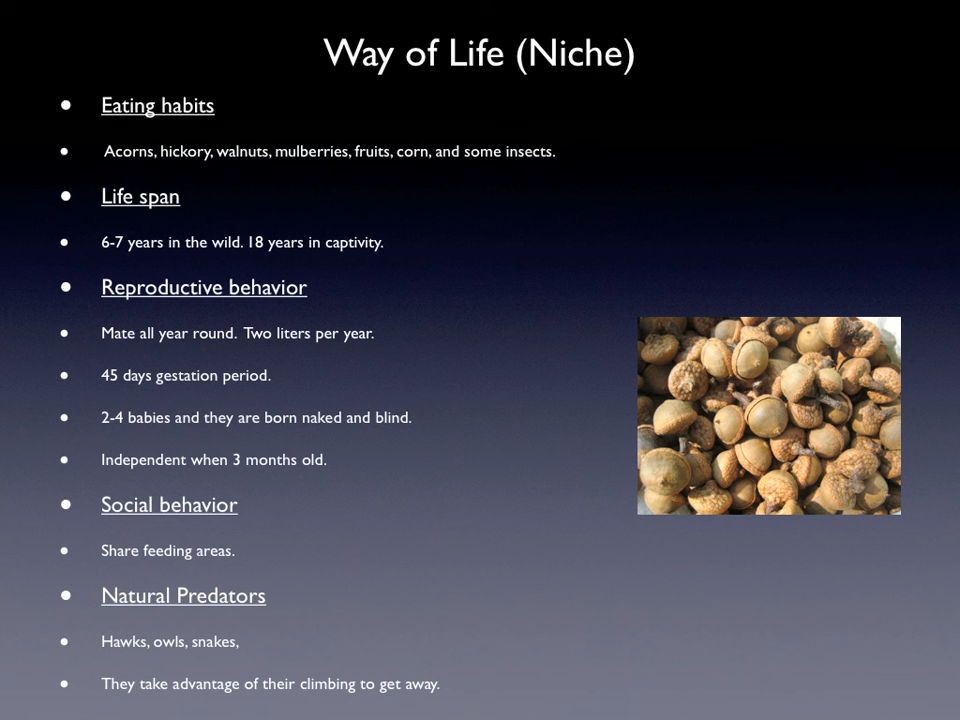 Way of Life (Niche)
• Eating habits
• Acorns, hickory, walnuts, mulberries, fruits, corn, and some insects.
• Life span
• 6-7 years in the wild. 18 years in captivity.
• Reproductive behavior
• Mate all year round. Two liters per year.
• 45 days gestation period.
• 2-4 babies and they are born naked and blind.
• Independent when 3 months old.
• Social behavior
• Share feeding areas.
• Natural Predators
• Hawks, owls, snakes,
• They take advantage of their climbing to get away.